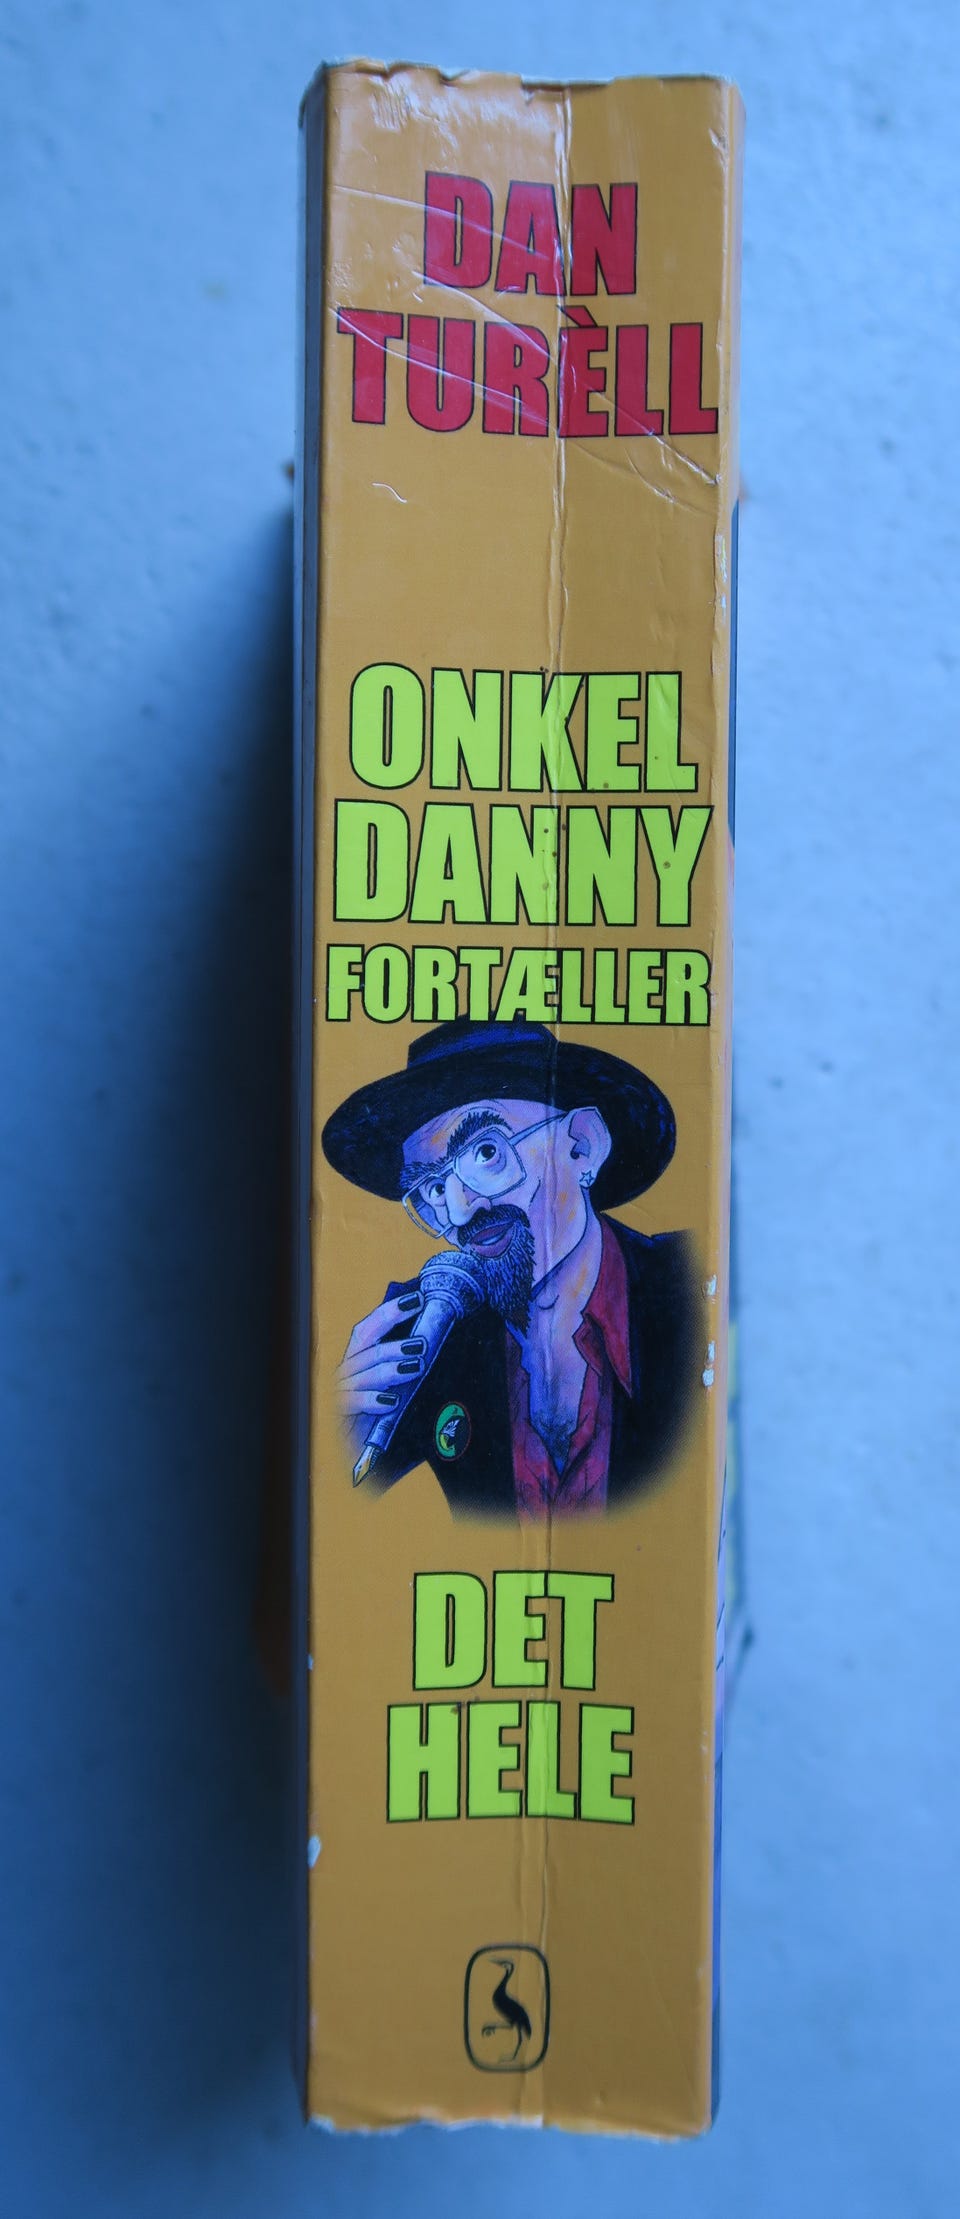 DAN
TURÈLL
ONKEL
DANNY
FORTÆLLER
DET
HELE